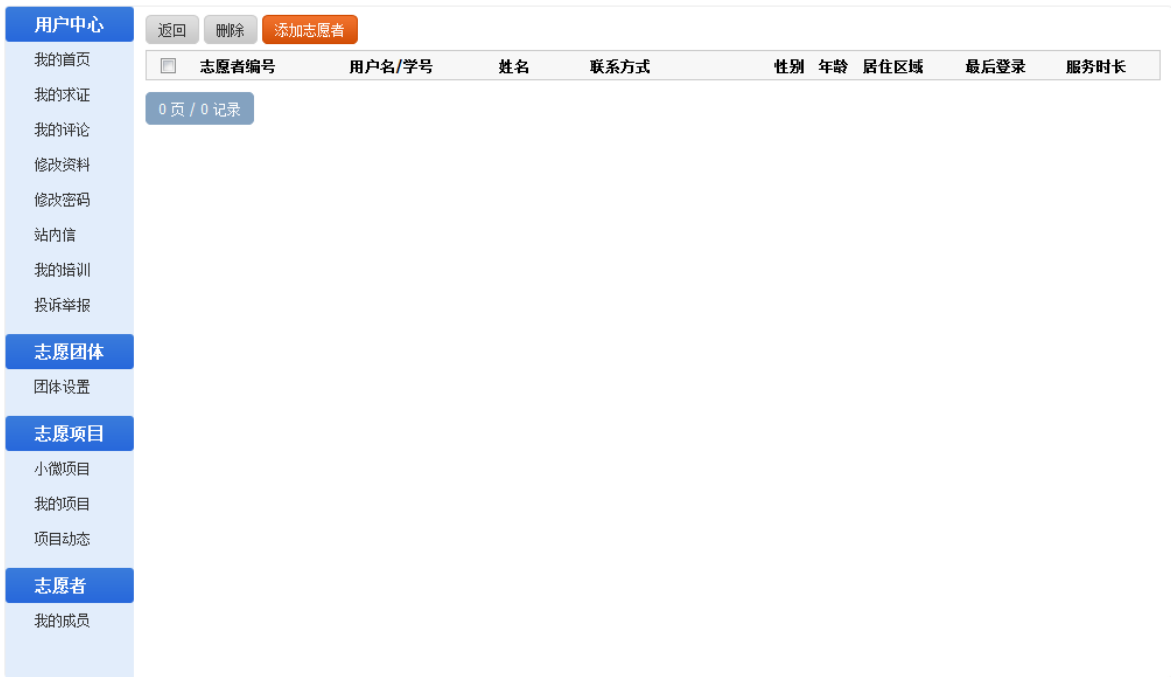 用户中心
我的首页
我的求证
我的评论
修改资料
修改密码
站内信
我的培训
投诉举报
志愿团体
团体设置
志愿项目
小微项目
我的项目
项目动态
志愿者
我的成员
返回 删除 添加志愿者
志愿者编号 用户名/学号 姓名 联系方式 性别 年龄 居住区域 最后登录 服务时长
0 页 / 0 记录